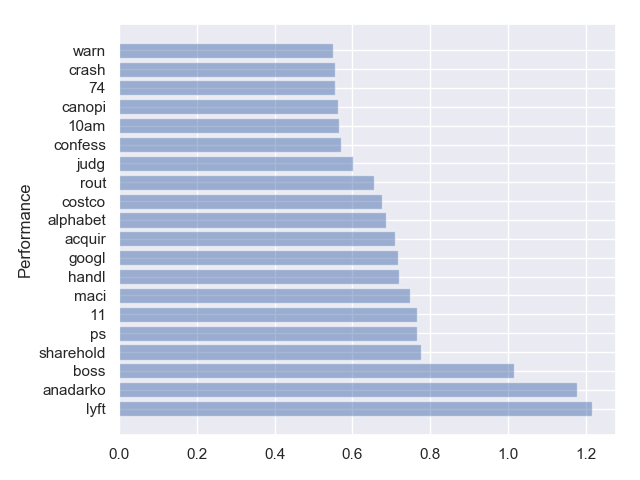 warn
crash
74
canopi
10am
confess
judg
rout
costco
alphabet
acquir
googl
handl
maci
11
ps
sharehold
boss
anadarko
lyft
Performance
0.0 0.2 0.4 0.6 0.8 1.0 1.2